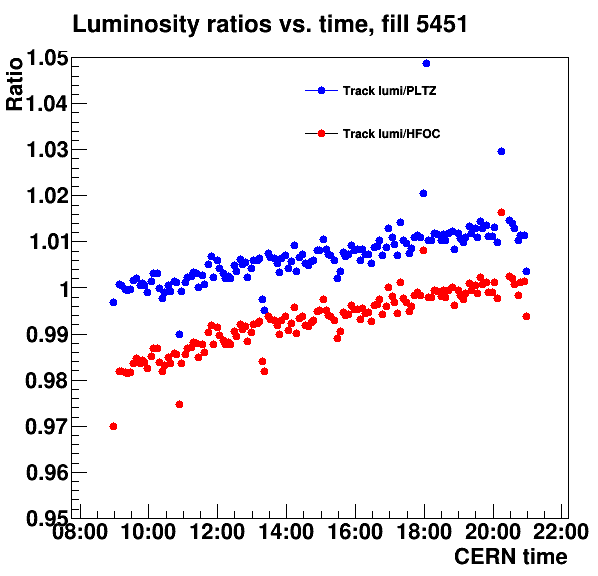 Luminosity ratios vs. time, fill 5451
Ratio
1.05
1.04
1.03
1.02
1.01
1
0.99
0.98
0.97
0.96
0.95
Track lumi/PLTZ
Track lumi/HFOC
08:00 10:00 12:00 14:00 16:00 18:00 20:00 22:00
CERN time